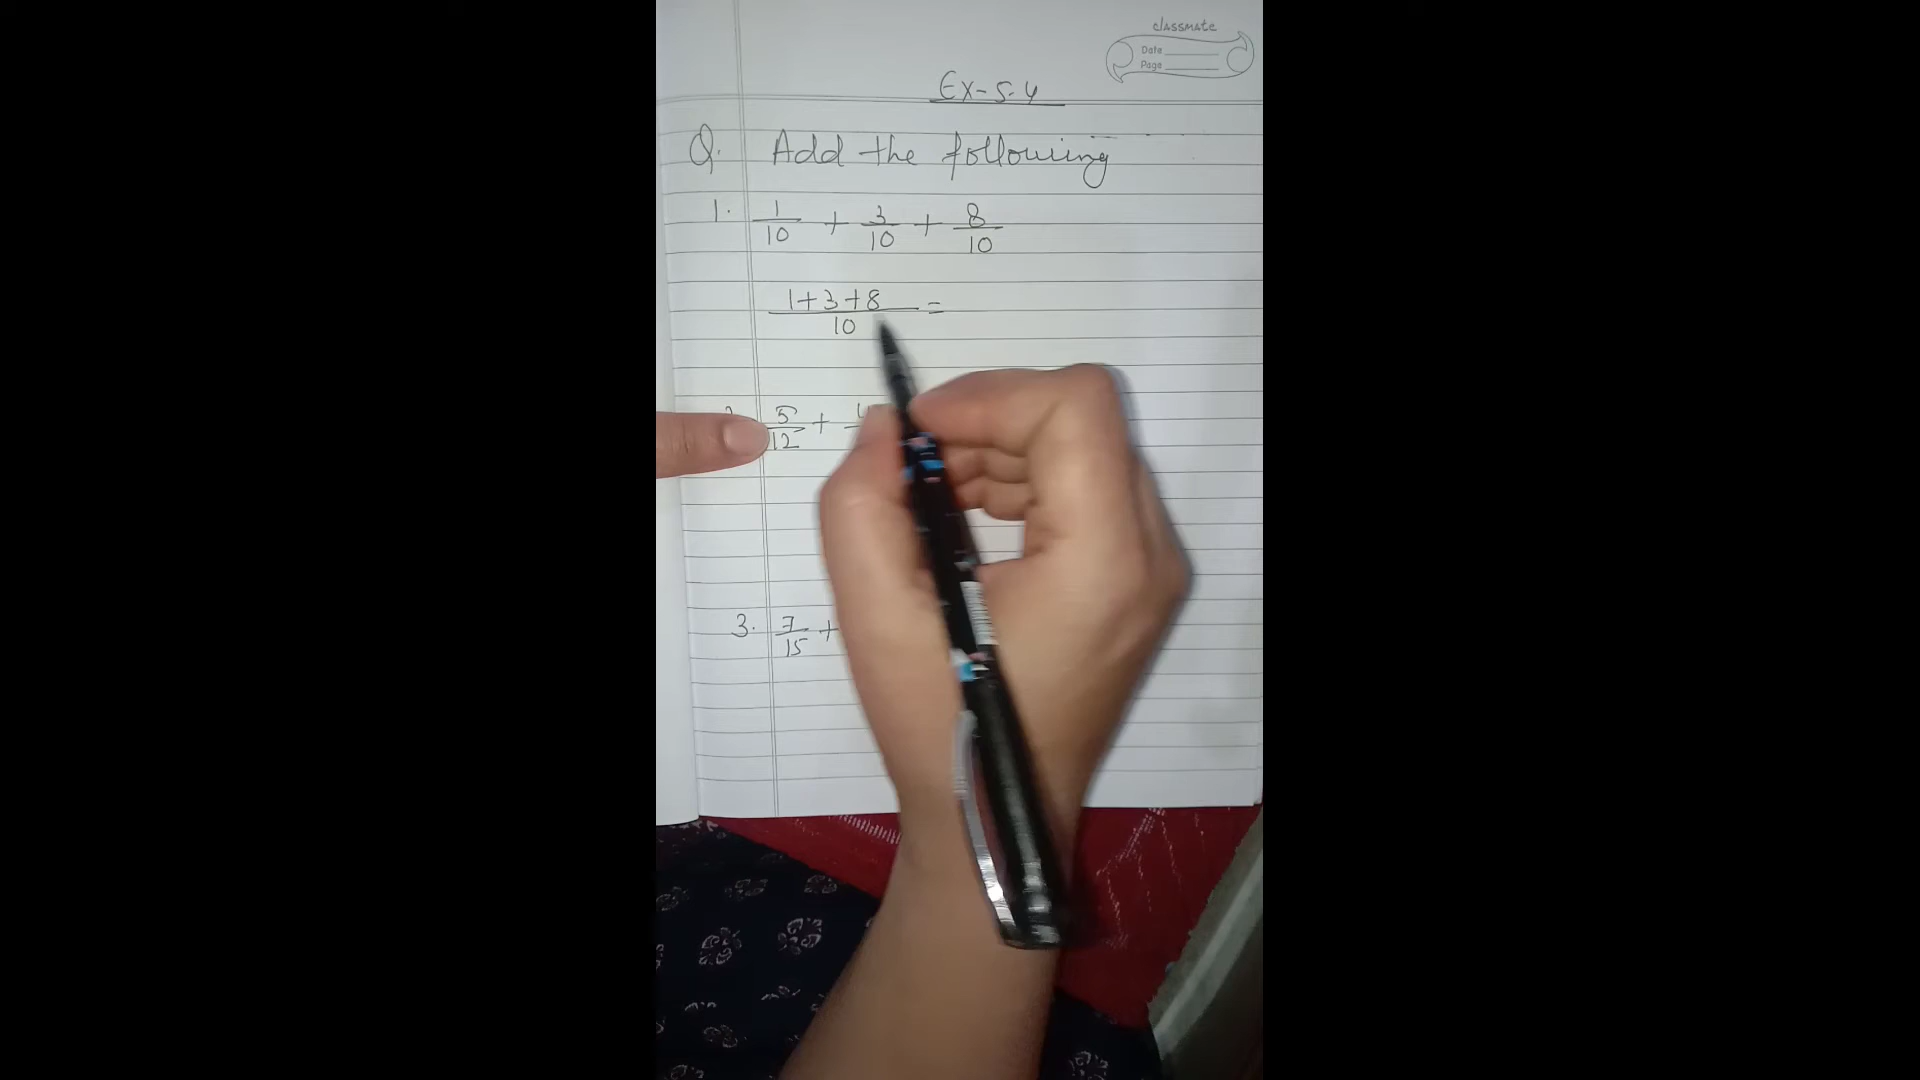 classmate
Date
Page
Ex-5.4
Q. Add the following
1. 1/10 + 3/10 + 8/10
1+3+8/10 =
5/12 + 4
3. 7/15 +